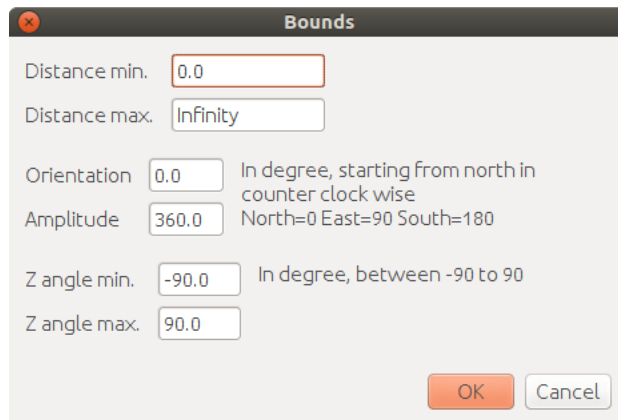 Bounds
Distance min. 0.0
Distance max. Infinity
Orientation 0.0 In degree, starting from north in
counter clock wise
Amplitude 360.0 North=0 East=90 South=180
Z angle min. -90.0 In degree, between -90 to 90
Z angle max. 90.0
OK Cancel